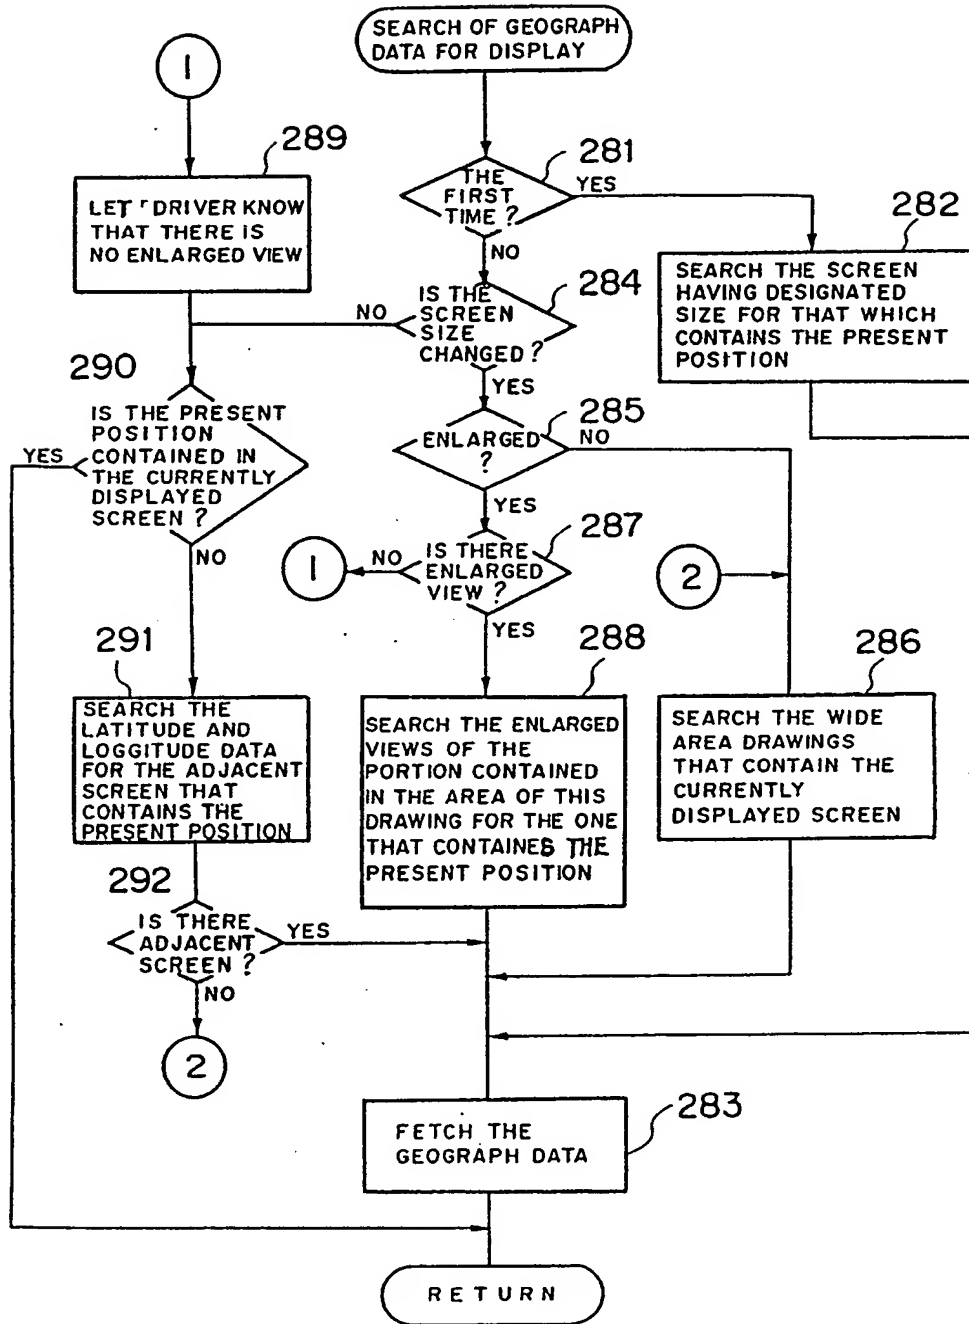 SEARCH OF GEOGRAPH
DATA FOR DISPLAY
1
289
LET DRIVER KNOW
THAT THERE IS
NO ENLARGED VIEW
281
THE
FIRST
TIME ?
YES
NO
282
SEARCH THE SCREEN
HAVING DESIGNATED
SIZE FOR THAT WHICH
CONTAINS THE PRESENT
POSITION
284
IS THE
SCREEN
SIZE
CHANGED ?
NO
YES
290
IS THE PRESENT
POSITION
CONTAINED IN
THE CURRENTLY
DISPLAYED
SCREEN ?
YES
NO
285
ENLARGED
?
NO
YES
287
IS THERE
ENLARGED
VIEW ?
NO
1
YES
2
291
SEARCH THE
LATITUDE AND
LOGGITUDE DATA
FOR THE ADJACENT
SCREEN THAT
CONTAINS THE
PRESENT POSITION
288
SEARCH THE ENLARGED
VIEWS OF THE
PORTION CONTAINED
IN THE AREA OF THIS
DRAWING FOR THE ONE
THAT CONTAINES THE
PRESENT POSITION
286
SEARCH THE WIDE
AREA DRAWINGS
THAT CONTAIN THE
CURRENTLY
DISPLAYED SCREEN
292
IS THERE
ADJACENT
SCREEN ?
YES
NO
2
283
FETCH THE
GEOGRAPH DATA
RETURN